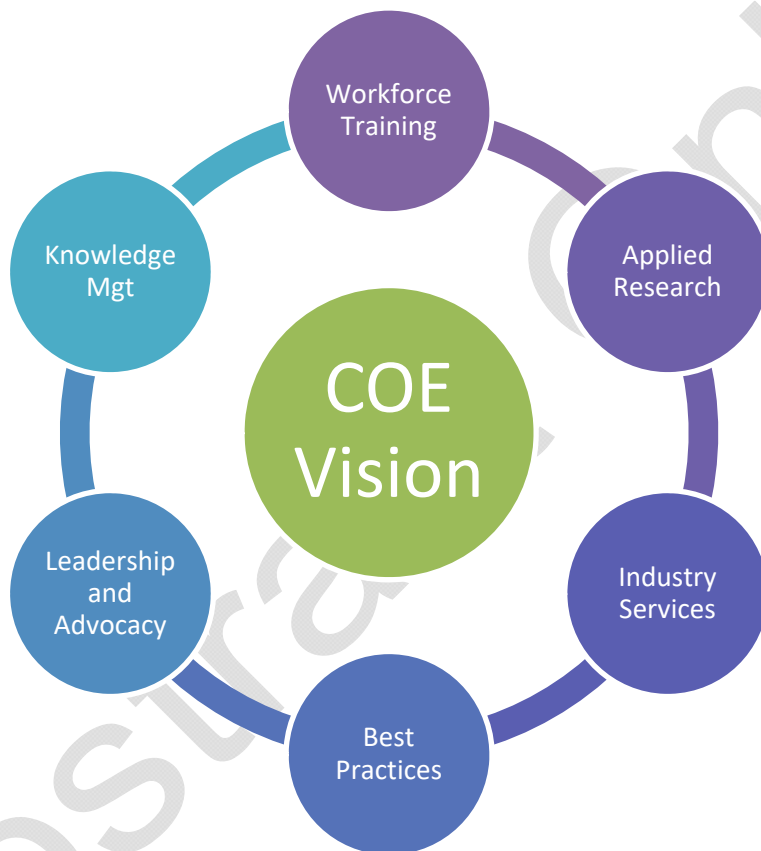 Workforce
Training
Applied
Research
Industry
Services
Best
Practices
Leadership
and
Advocacy
Knowledge
Mgt
COE
Vision